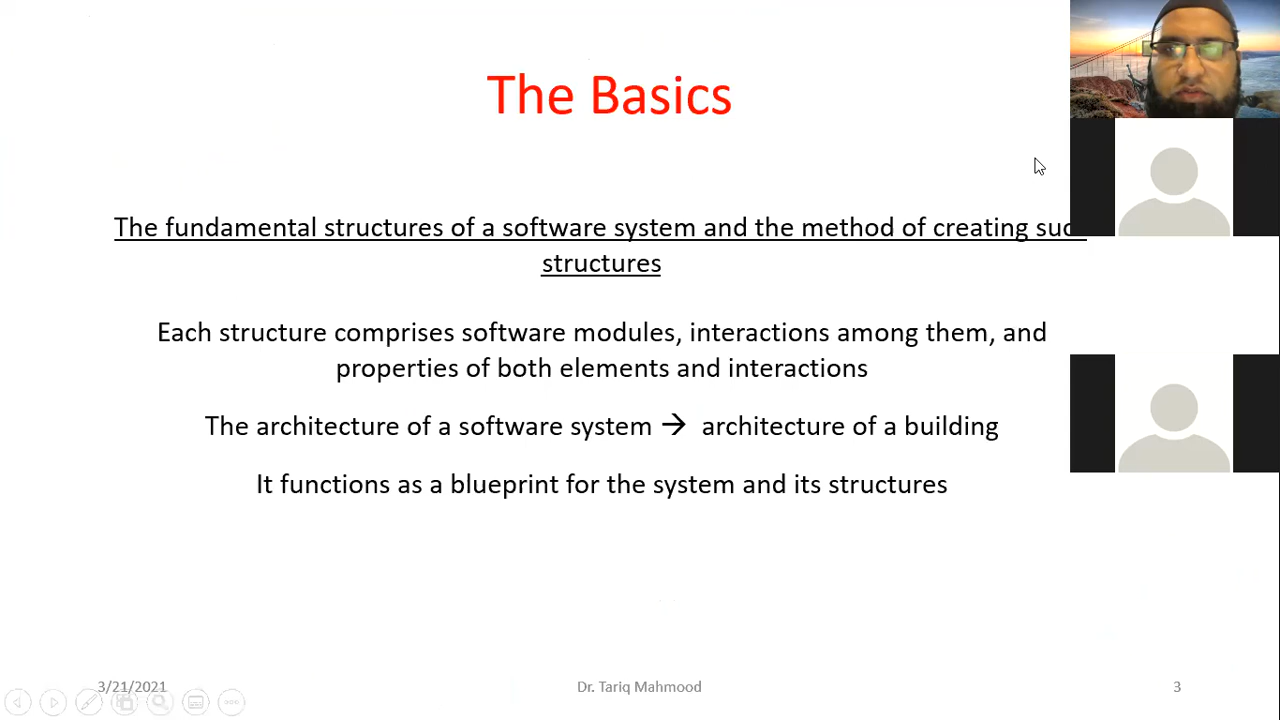 The Basics
The fundamental structures of a software system and the method of creating suc
structures
Each structure comprises software modules, interactions among them, and
properties of both elements and interactions
The architecture of a software system → architecture of a building
It functions as a blueprint for the system and its structures
3/21/2021
Dr. Tariq Mahmood
3